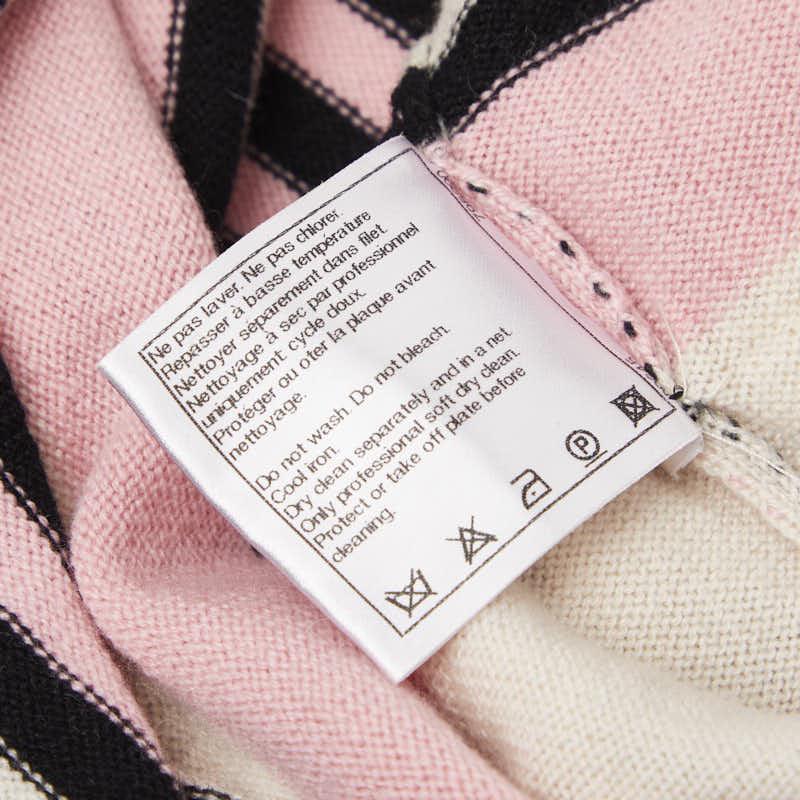 Ne pas laver. Ne pas chlorer.
Repasser à basse température
Nettoyer séparement dans filet.
Nettoyage à sec par professionnel
uniquement: cycle doux.
Protéger ou oter la plaque avant
nettoyage.
Do not wash. Do not bleach.
Cool iron.
Dry clean separately and in a net.
Only professional soft dry clean.
Protect or take off plate before
cleaning.
P